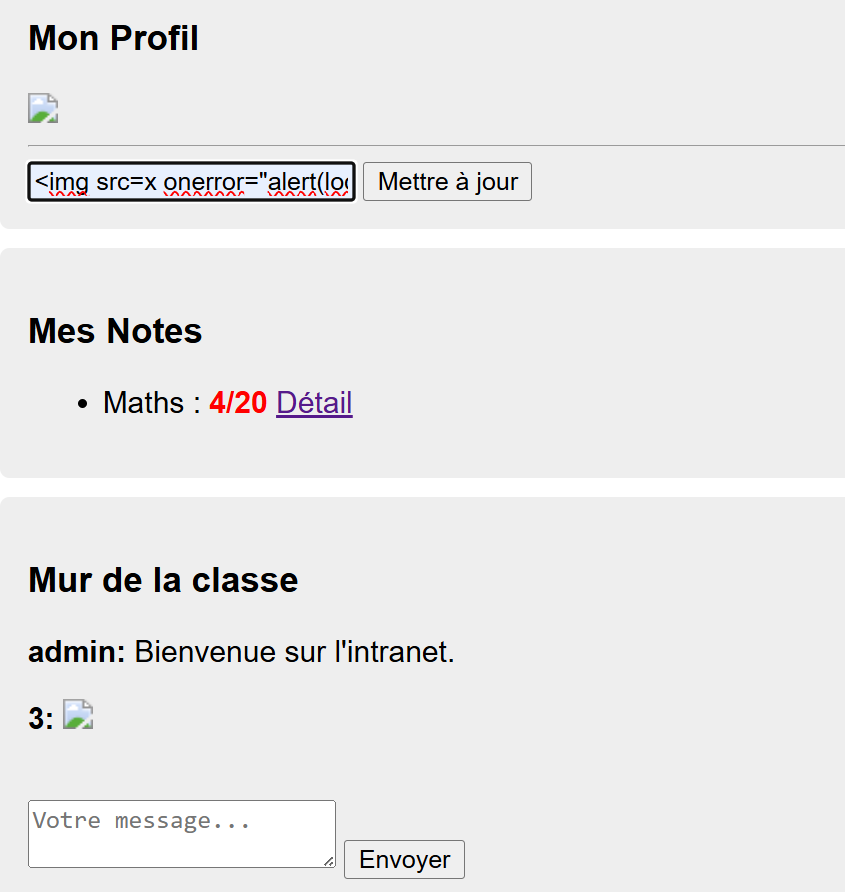 Mon Profil
<img src=x onerror="alert(loc Mettre à jour
Mes Notes
Maths : 4/20 Détail
Mur de la classe
admin: Bienvenue sur l'intranet.
3:
Votre message...
Envoyer